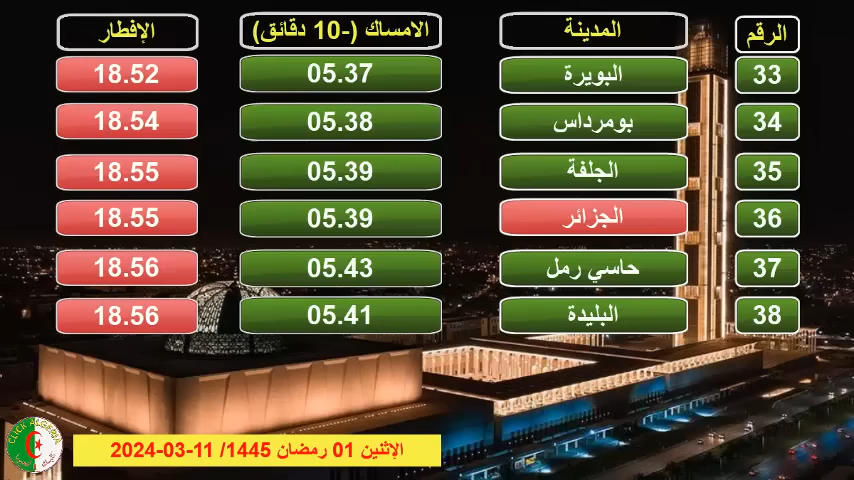 الرقم المدينة الامساك (-10 دقائق) الإفطار
33 البويرة 05.37 18.52
34 بومرداس 05.38 18.54
35 الجلفة 05.39 18.55
36 الجزائر 05.39 18.55
37 حاسي رمل 05.43 18.56
38 البليدة 05.41 18.56
الإثنين 01 رمضان 1445/ 11-03-2024
CLICK ALGERIA